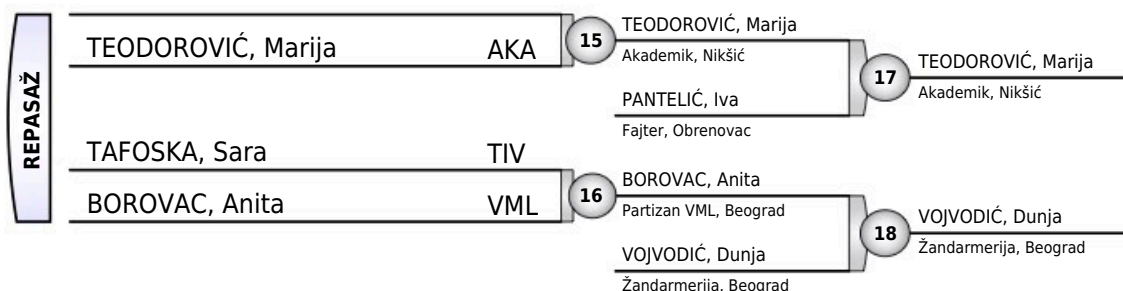 REPASAŽ
TEODOROVIĆ, Marija AKA
TAFOSKA, Sara TIV
BOROVAC, Anita VML
15
TEODOROVIĆ, Marija
Akademik, Nikšić
PANTELIĆ, Iva
Fajter, Obrenovac
16
BOROVAC, Anita
Partizan VML, Beograd
VOJVODIĆ, Dunja
Žandarmerija, Beograd
17
TEODOROVIĆ, Marija
Akademik, Nikšić
18
VOJVODIĆ, Dunja
Žandarmerija, Beograd